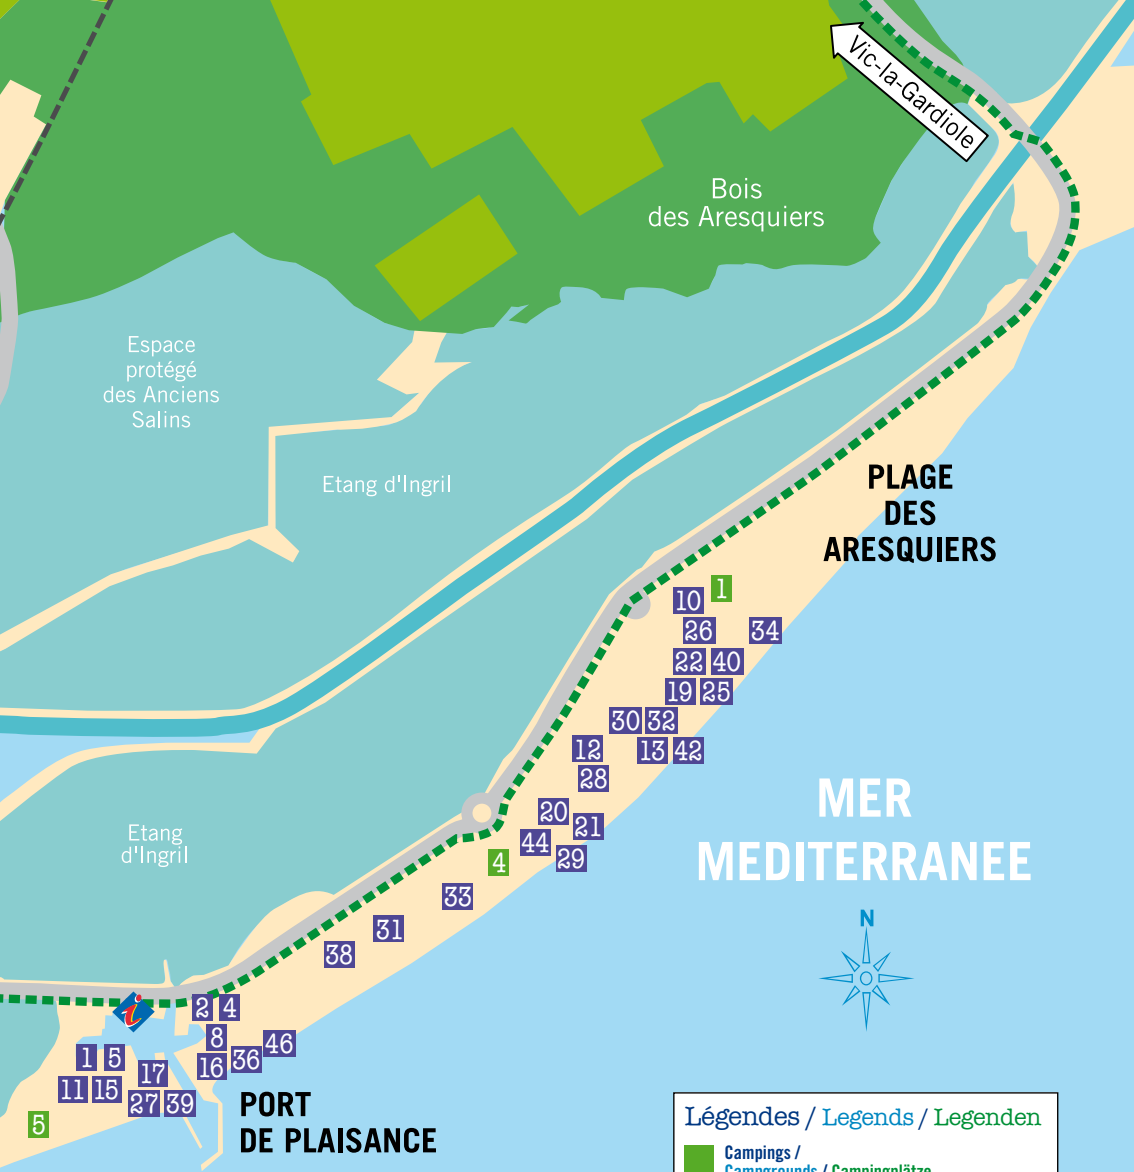 Vic-la-Gardiole
Bois
des Aresquiers
Espace
protégé
des Anciens
Salins
Etang d'Ingril
PLAGE
DES
ARESQUIERS
10 1
26 34
22 40
19 25
30 32
12 13 42
28
20
21
44
29
4
33
31
38
MER
MEDITERRANEE
N
Etang
d'Ingril
i
2 4
8
46
1 5 17 16 36
11 15 27 39
5
PORT
DE PLAISANCE
Légendes / Legends / Legenden
Campings /
Campgrounds / Campingplätze